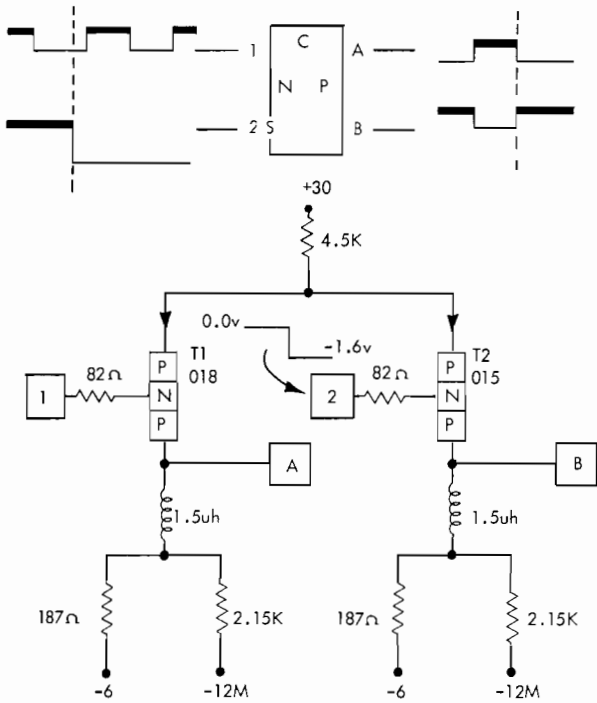 C
1
A
N P
2 S
B
+30
4.5K
0.0v
-1.6v
P
T1
018
P
T2
015
1
82Ω
N
2
82Ω
N
P
P
A
B
1.5uh
1.5uh
187Ω
2.15K
187Ω
2.15K
-6
-12M
-6
-12M